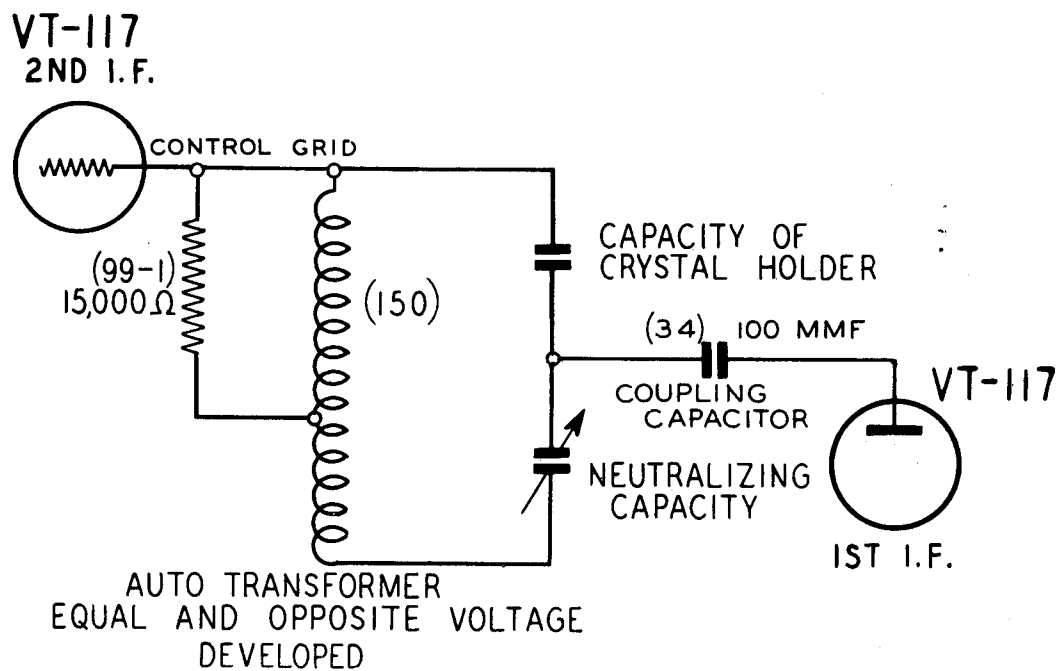 VT-117
2ND I.F.
CONTROL GRID
(99-1)
15,000Ω
(150)
CAPACITY OF
CRYSTAL HOLDER
(34) 100 MMF
COUPLING
CAPACITOR
VT-117
NEUTRALIZING
CAPACITY
1ST I.F.
AUTO TRANSFORMER
EQUAL AND OPPOSITE VOLTAGE
DEVELOPED